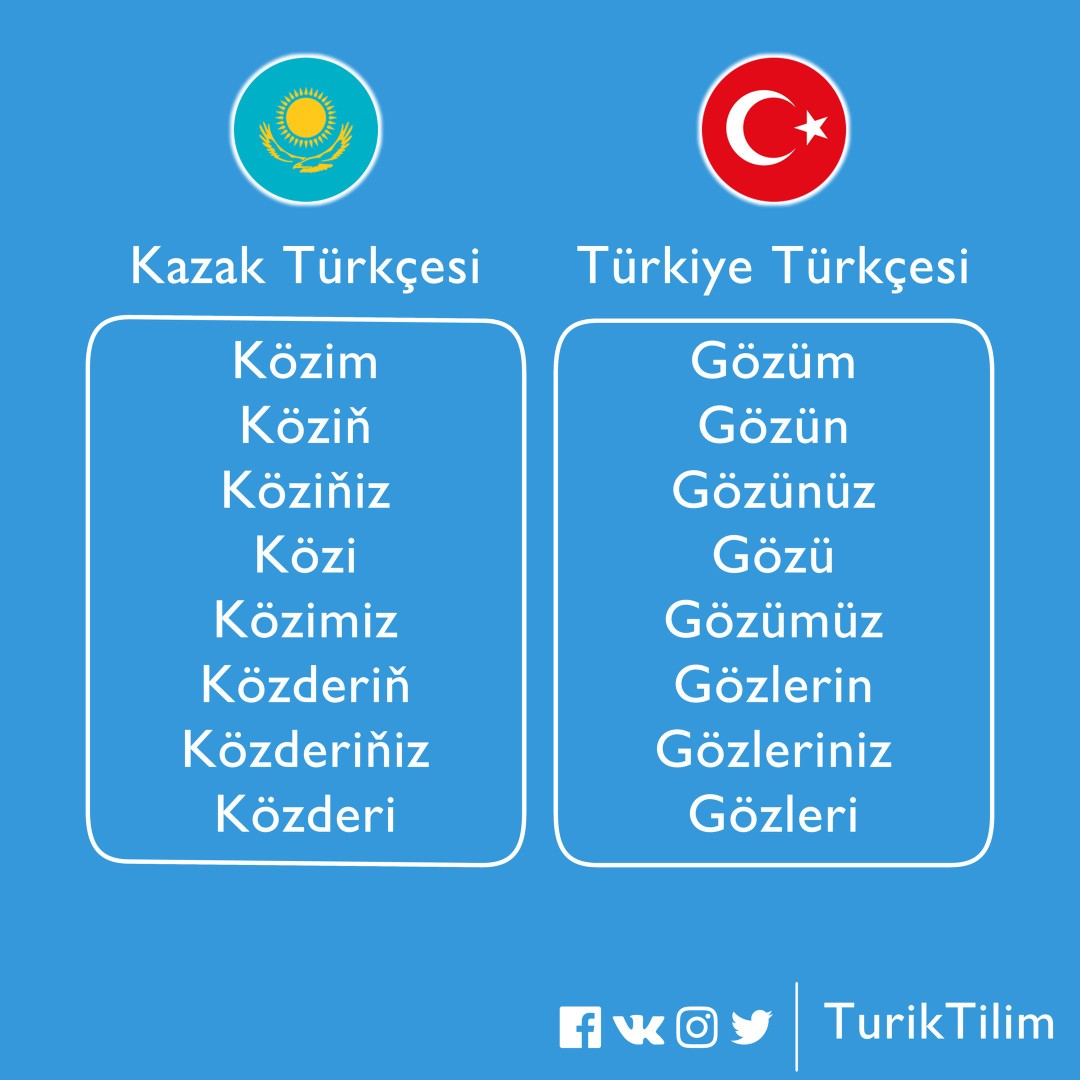 Kazak Türkçesi
Közim
Köziň
Köziňiz
Közi
Közimiz
Közderiň
Közderiňiz
Közderi
Türkiye Türkçesi
Gözüm
Gözün
Gözünüz
Gözü
Gözümüz
Gözlerin
Gözleriniz
Gözleri
TurikTilim